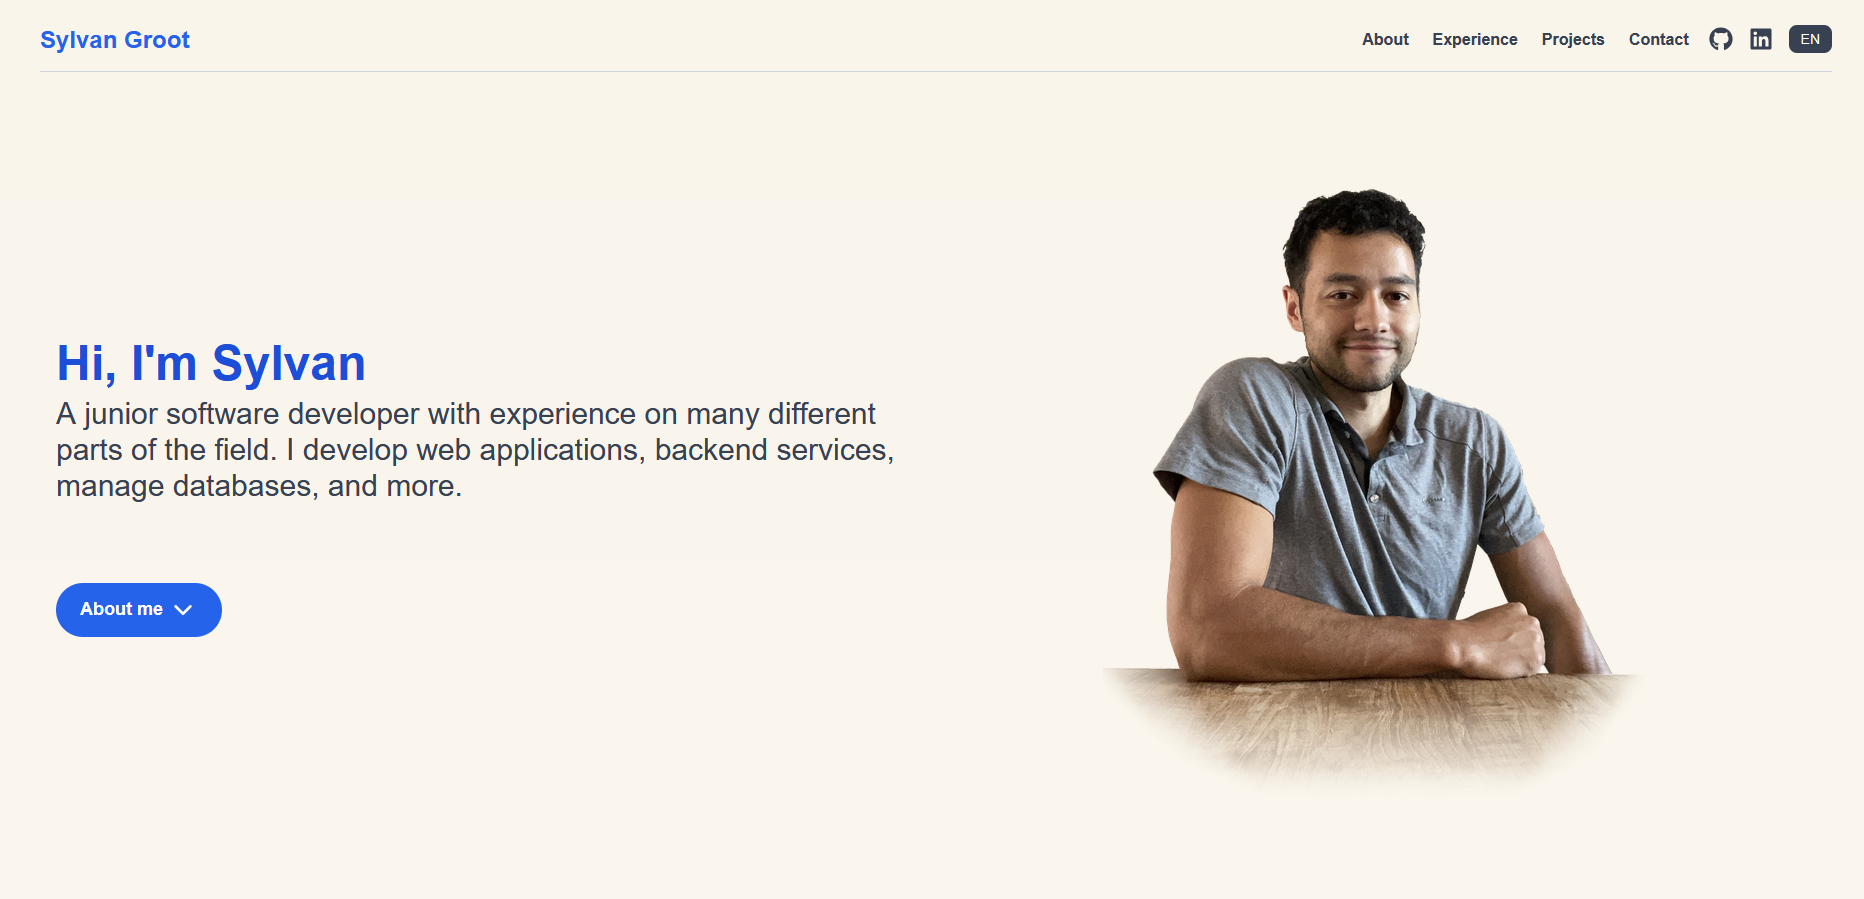 Sylvan Groot
About Experience Projects Contact EN
Hi, I'm Sylvan
A junior software developer with experience on many different
parts of the field. I develop web applications, backend services,
manage databases, and more.
About me